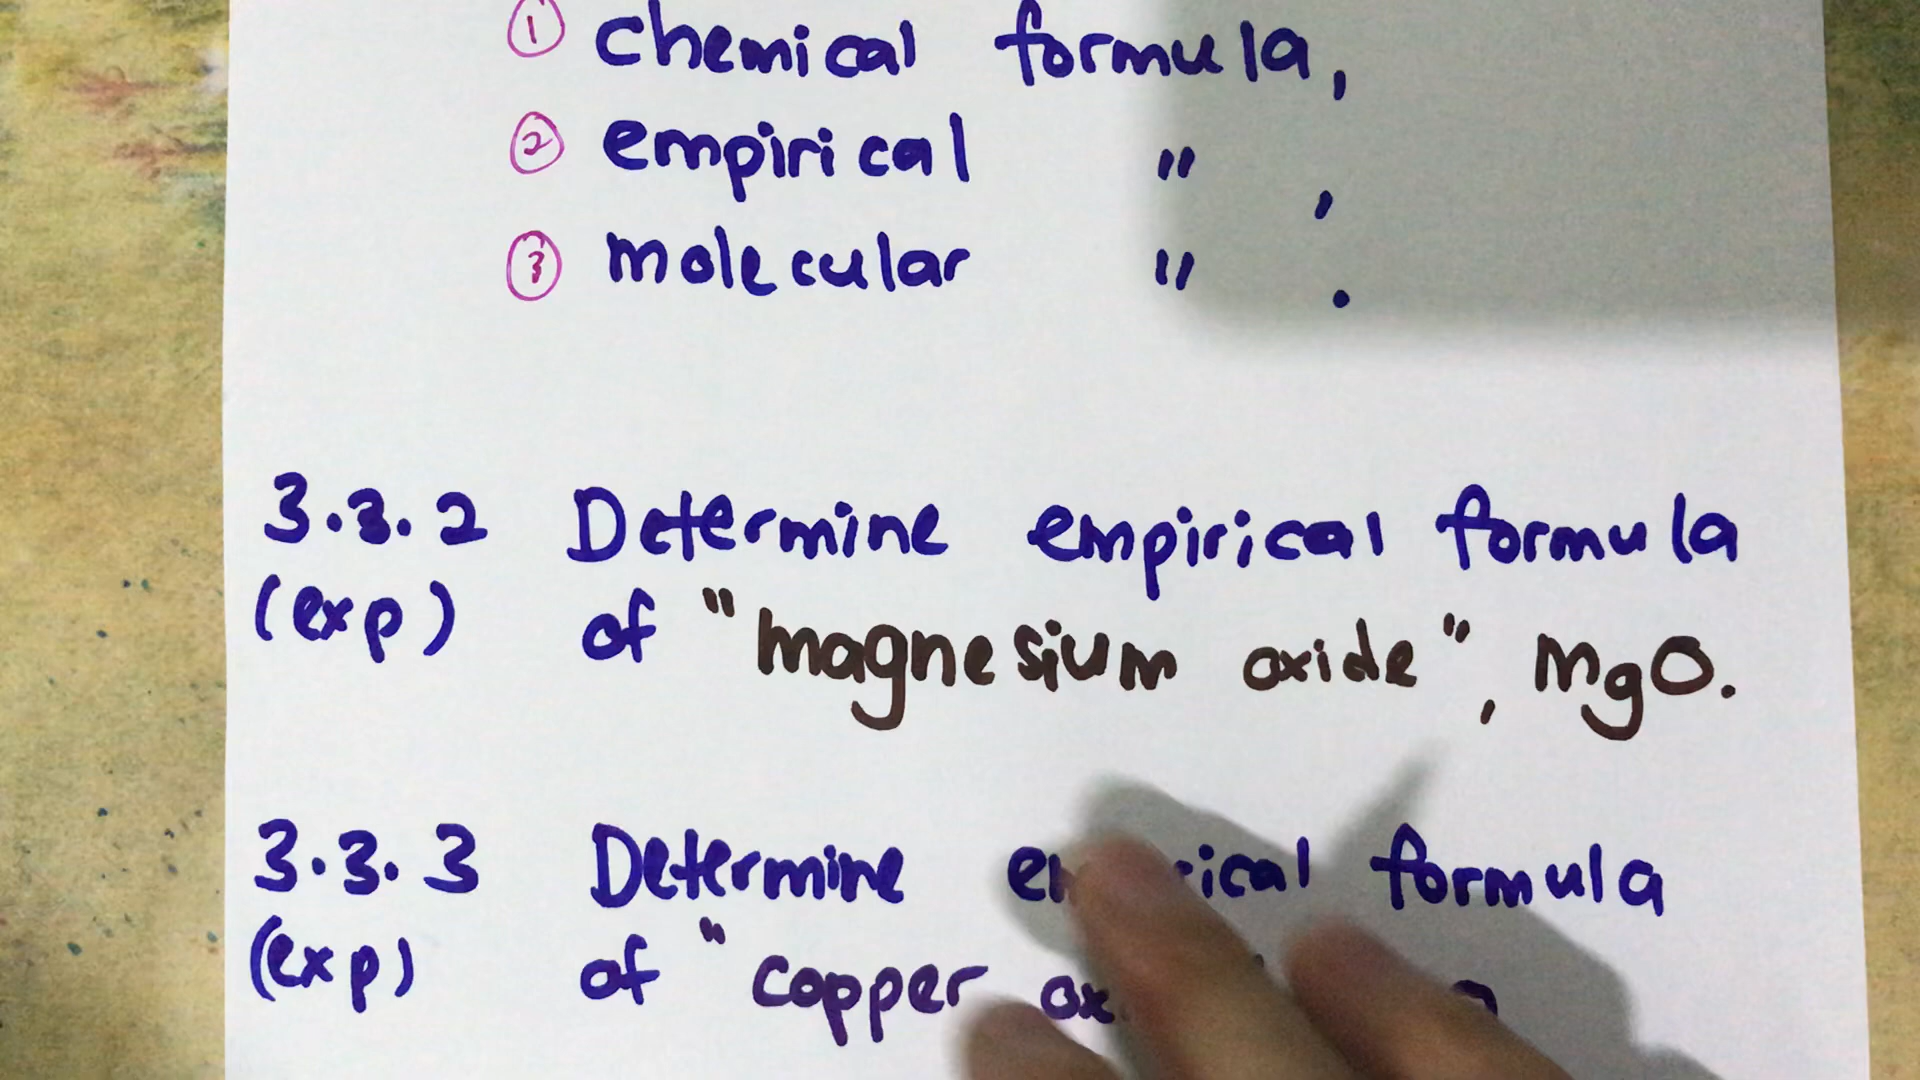 ① chemical formula,
② empirical " ,
③ molecular " .
3.3.2 Determine empirical formula
(exp) of "magnesium oxide", MgO.
3.3.3 Determine formula
(exp) of "copper